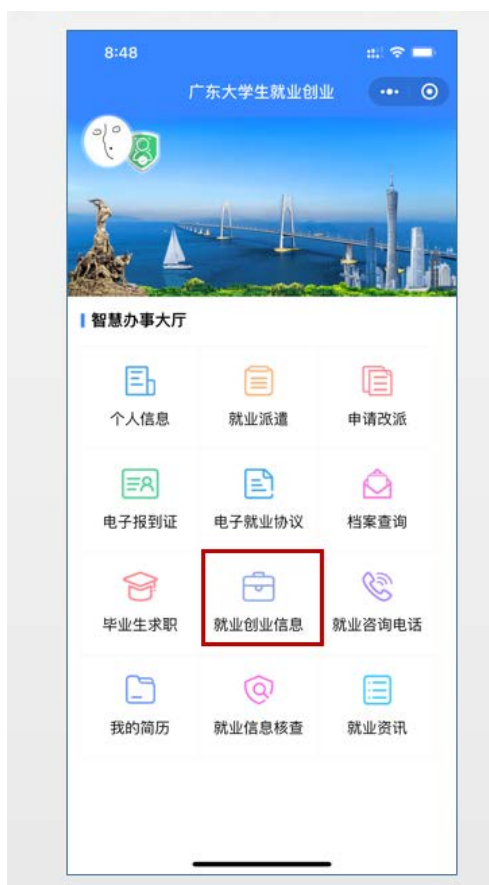 8:48
广东大学生就业创业
智慧办事大厅
个人信息 就业派遣 申请改派
电子报到证 电子就业协议 档案查询
毕业生求职 就业创业信息 就业咨询电话
我的简历 就业信息核查 就业资讯